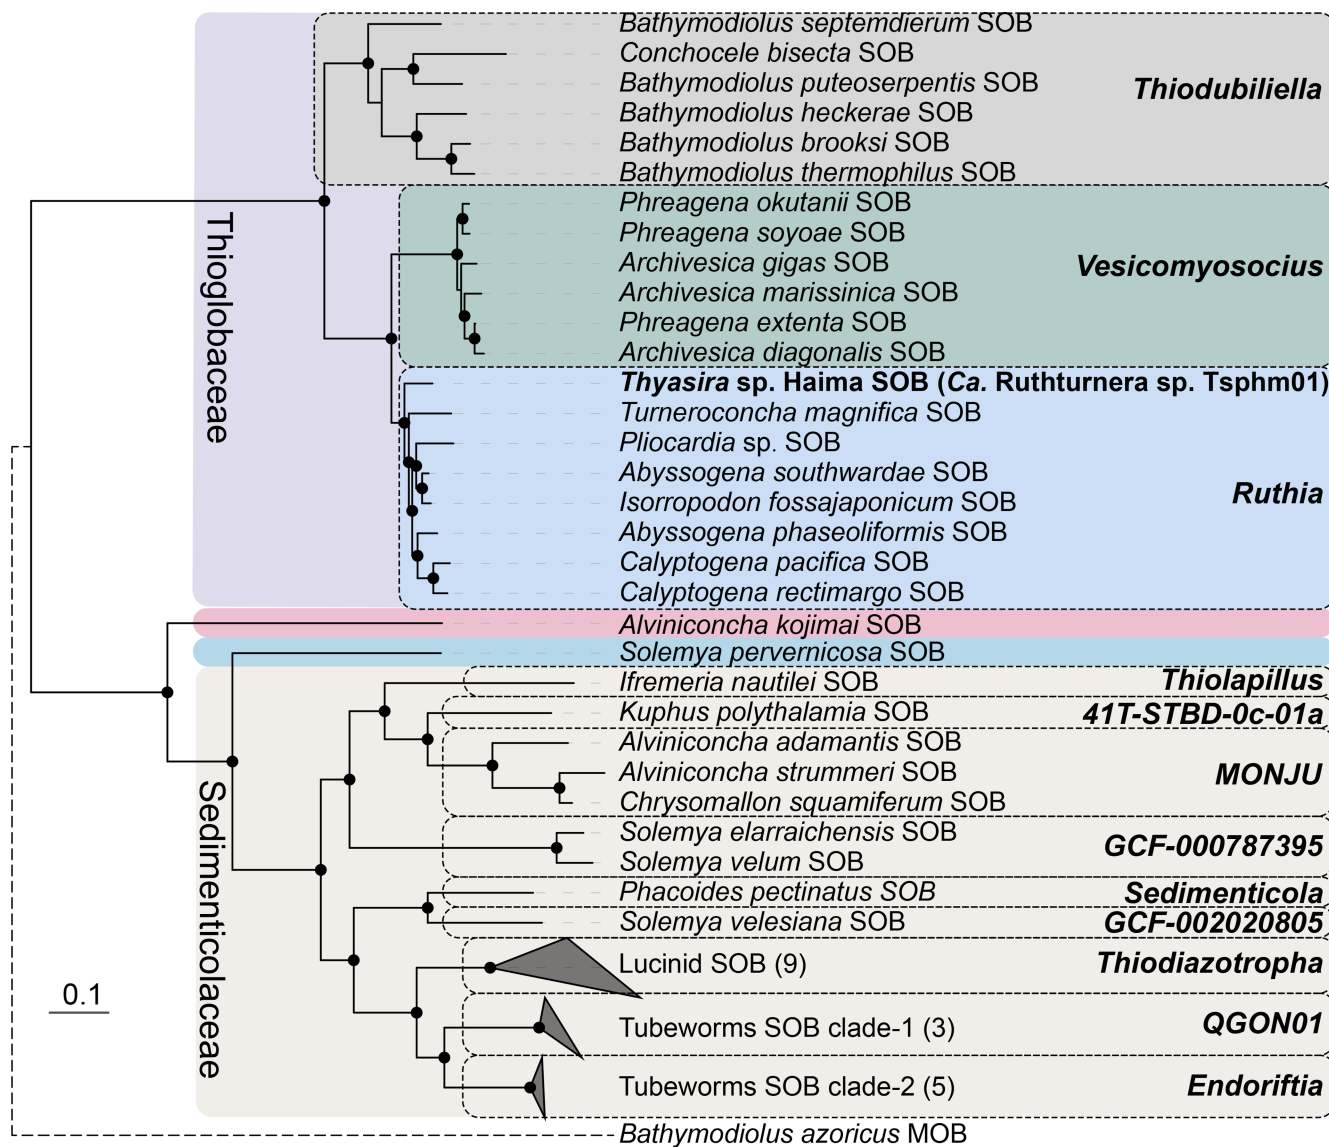 Bathymodiolus septemdierum SOB
Conchocele bisecta SOB
Bathymodiolus puteoserpentis SOB
Thiodubiliella
Bathymodiolus heckerae SOB
Bathymodiolus brooksi SOB
Bathymodiolus thermophilus SOB
Phreagena okutanii SOB
Phreagena soyoae SOB
Archivesica gigas SOB
Vesicomyosocius
Archivesica marissinica SOB
Phreagena extenta SOB
Archivesica diagonalis SOB
Thioglobaceae
Thyasira sp. Haima SOB (Ca. Ruthturnera sp. Tsphm01)
Turneroconcha magnifica SOB
Pliocardia sp. SOB
Abyssogena southwardae SOB
Ruthia
Isorropodon fossajaponicum SOB
Abyssogena phaseoliformis SOB
Calyptogena pacifica SOB
Calyptogena rectimargo SOB
Alviniconcha kojimai SOB
Solemya pervernicosa SOB
Ifremeria nautilei SOB
Thiolapillus
Kuphus polythalamia SOB
41T-STBD-0c-01a
Alviniconcha adamantis SOB
Alviniconcha strummeri SOB
MONJU
Chrysomallon squamiferum SOB
Solemya elarraichensis SOB
GCF-000787395
Solemya velum SOB
Phacoides pectinatus SOB
Sedimenticola
Solemya velesiana SOB
GCF-002020805
Sedimenticolaceae
Lucinid SOB (9)
Thiodiazotropha
0.1
Tubeworms SOB clade-1 (3)
QGON01
Tubeworms SOB clade-2 (5)
Endoriftia
Bathymodiolus azoricus MOB